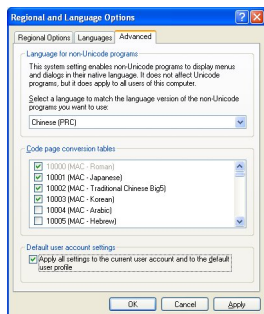 Regional and Language Options
Regional Options Languages Advanced
Language for non-Unicode programs
This system setting enables non-Unicode programs to display menus
and dialogs in their native language. It does not affect Unicode
programs, but it does apply to all users of this computer.
Select a language to match the language version of the non-Unicode
programs you want to use:
Chinese (PRC)
Code page conversion tables
10000 (MAC - Roman)
10001 (MAC - Japanese)
10002 (MAC - Traditional Chinese Big5)
10003 (MAC - Korean)
10004 (MAC - Arabic)
10005 (MAC - Hebrew)
Default user account settings
Apply all settings to the current user account and to the default
user profile
OK Cancel Apply